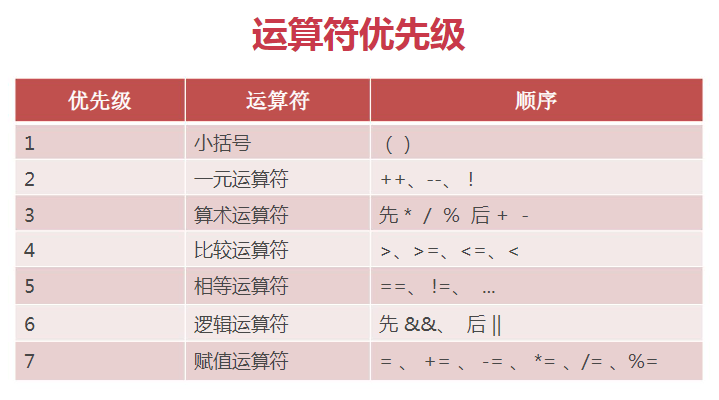 运算符优先级
优先级 运算符 顺序
1 小括号 ( )
2 一元运算符 ++、--、!
3 算术运算符 先 * / % 后 + -
4 比较运算符 >、>=、<=、<
5 相等运算符 ==、!=、 ...
6 逻辑运算符 先 &&、 后 ||
7 赋值运算符 = 、 += 、 -= 、 *= 、/= 、%=